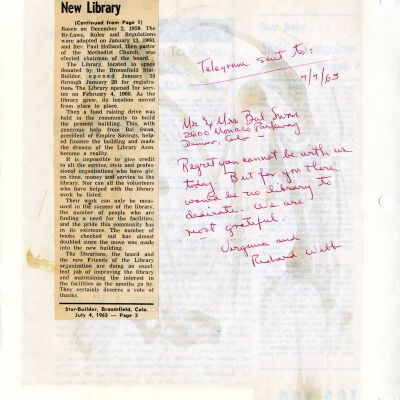 New Library
(Continued from Page 1)
Rosen on December 2, 1959. The
By-Laws, Rules and Regulations
were adopted on January 13, 1960,
and Rev. Paul Holland, then pastor
of the Methodist Church, was
elected chairman of the board.
The Library, located in space
donated by the Broomfield Star-
Builder, opened January 25
through January 29 for registra-
tions. The Library opened for ser-
vice on February 4, 1960. As the
library grew, its location moved
from place to place.
Then a fund raising drive was
held in the community to build
the present building. This, with
generous help from Bal Swan,
president of Empire Savings, help
finance the building and made
the dreams of the Library Assn.
become a reality.
It is impossible to give credit
to all the service, civic and profes-
sional organizations who have giv-
en time, money and service to the
library. Nor can all the volunteers
who have helped with the library
work be listed.
Their work can only be meas-
ured in the success of the library,
the number of people who are
finding a need for the facilities,
and the pride this community has
in its existence. The number of
books checked out has almost
doubled since the move was made
into the new building.
The librarians, the board and
the new Friends of the Library
organization are doing an excel-
lent job of improving the library
and maintaining the interest in
the facilities as the months go by.
They certainly deserve a vote of
thanks.
Star-Builder, Broomfield, Colo.
July 4, 1963 — Page 3
Telegram sent to:
7/7/63
Mr & Mrs Bal Swan
2600 Monaco Parkway
Denver, Colo
Regret you cannot be with us
today. But for you there
would be no library to
dedicate. We are
most grateful.
Virginia and
Richard Witt